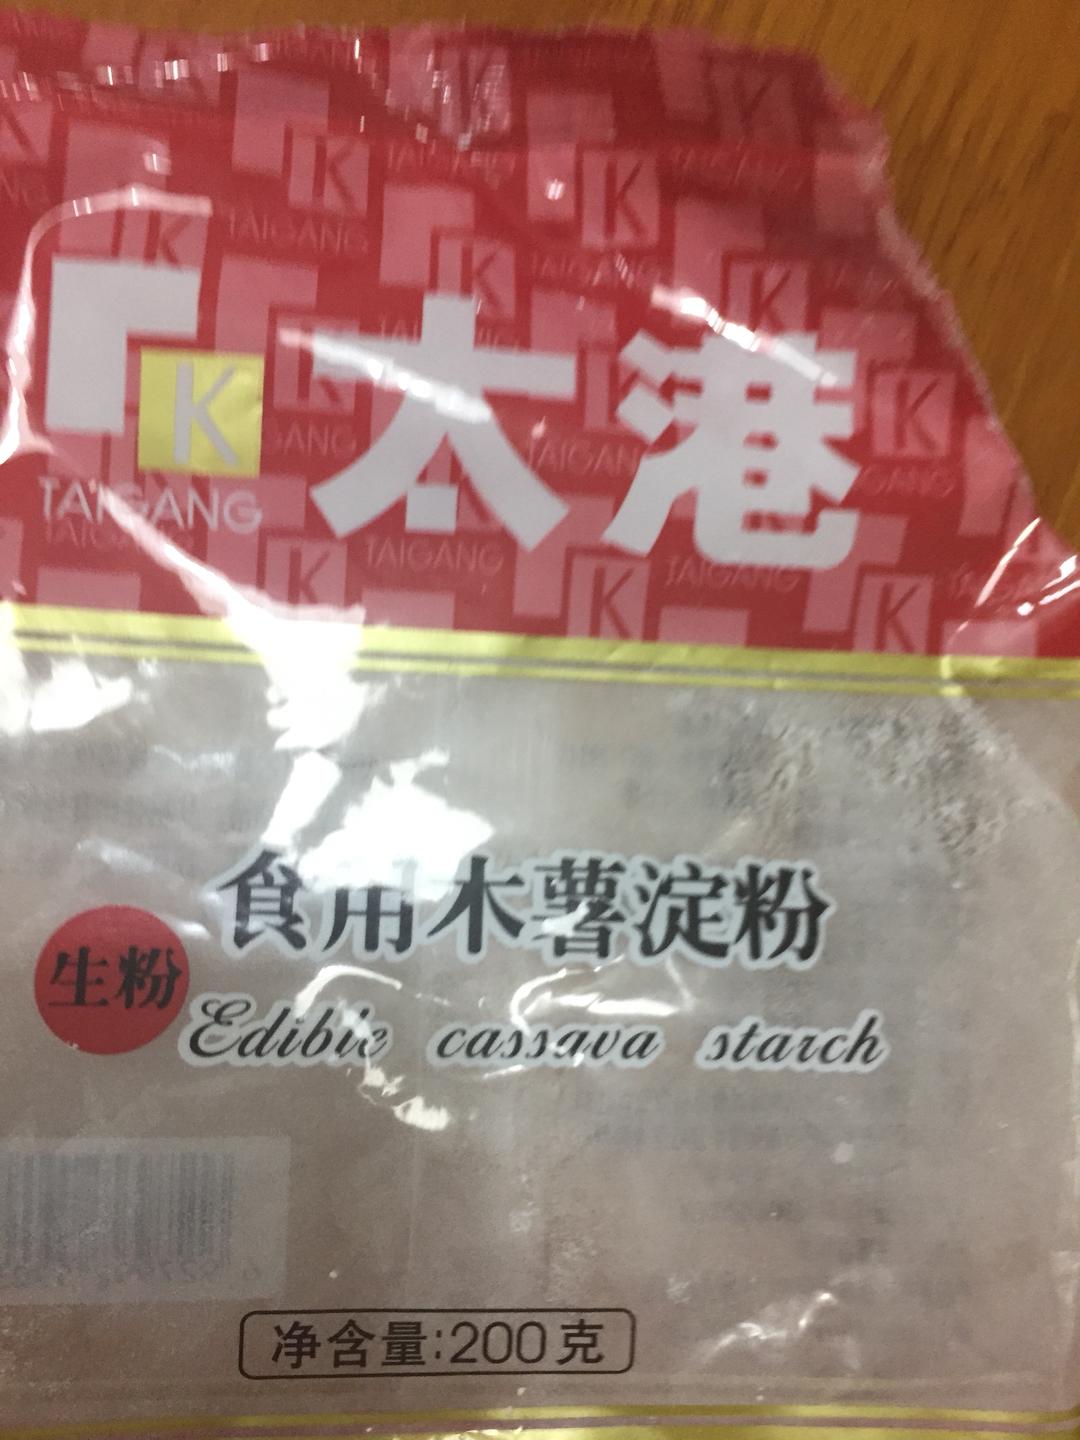 K
TAIGANG
太港
食用木薯淀粉
生粉
Edible cassava starch
净含量:200克